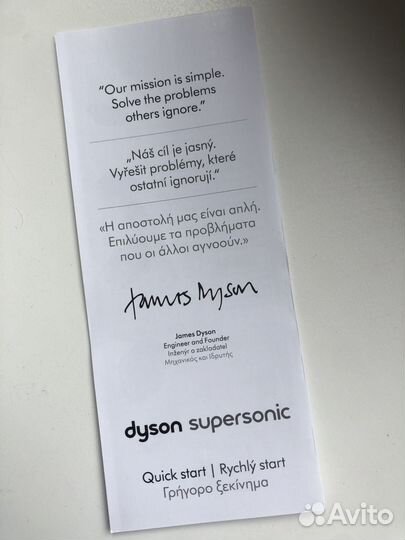 “Our mission is simple.
Solve the problems
others ignore.”
„Náš cíl je jasný.
Vyřešit problémy, které
ostatní ignorují.“
«Η αποστολή μας είναι απλή.
Επιλύουμε τα προβλήματα
που οι άλλοι αγνοούν.»
James Dyson
James Dyson
Engineer and Founder
Inženýr a zakladatel
Μηχανικός και Ιδρυτής
dyson supersonic
Quick start | Rychlý start
Γρήγορο ξεκίνημα
Avito